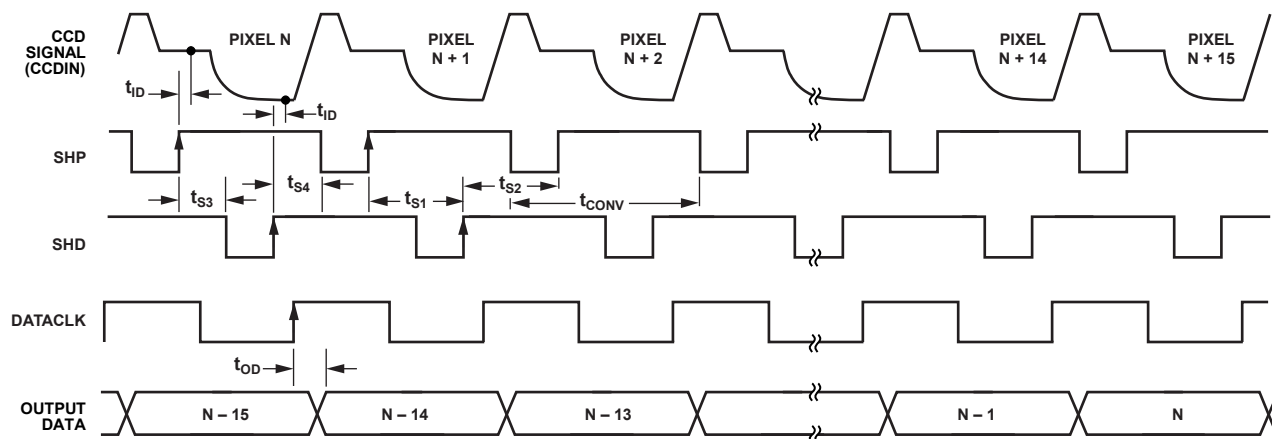 CCD
SIGNAL
(CCDIN)
PIXEL N
PIXEL
N + 1
PIXEL
N + 2
PIXEL
N + 14
PIXEL
N + 15
tID
tID
SHP
tS3
tS4
tS1
tS2
tCONV
SHD
DATACLK
tOD
OUTPUT
DATA
N – 15
N – 14
N – 13
N – 1
N